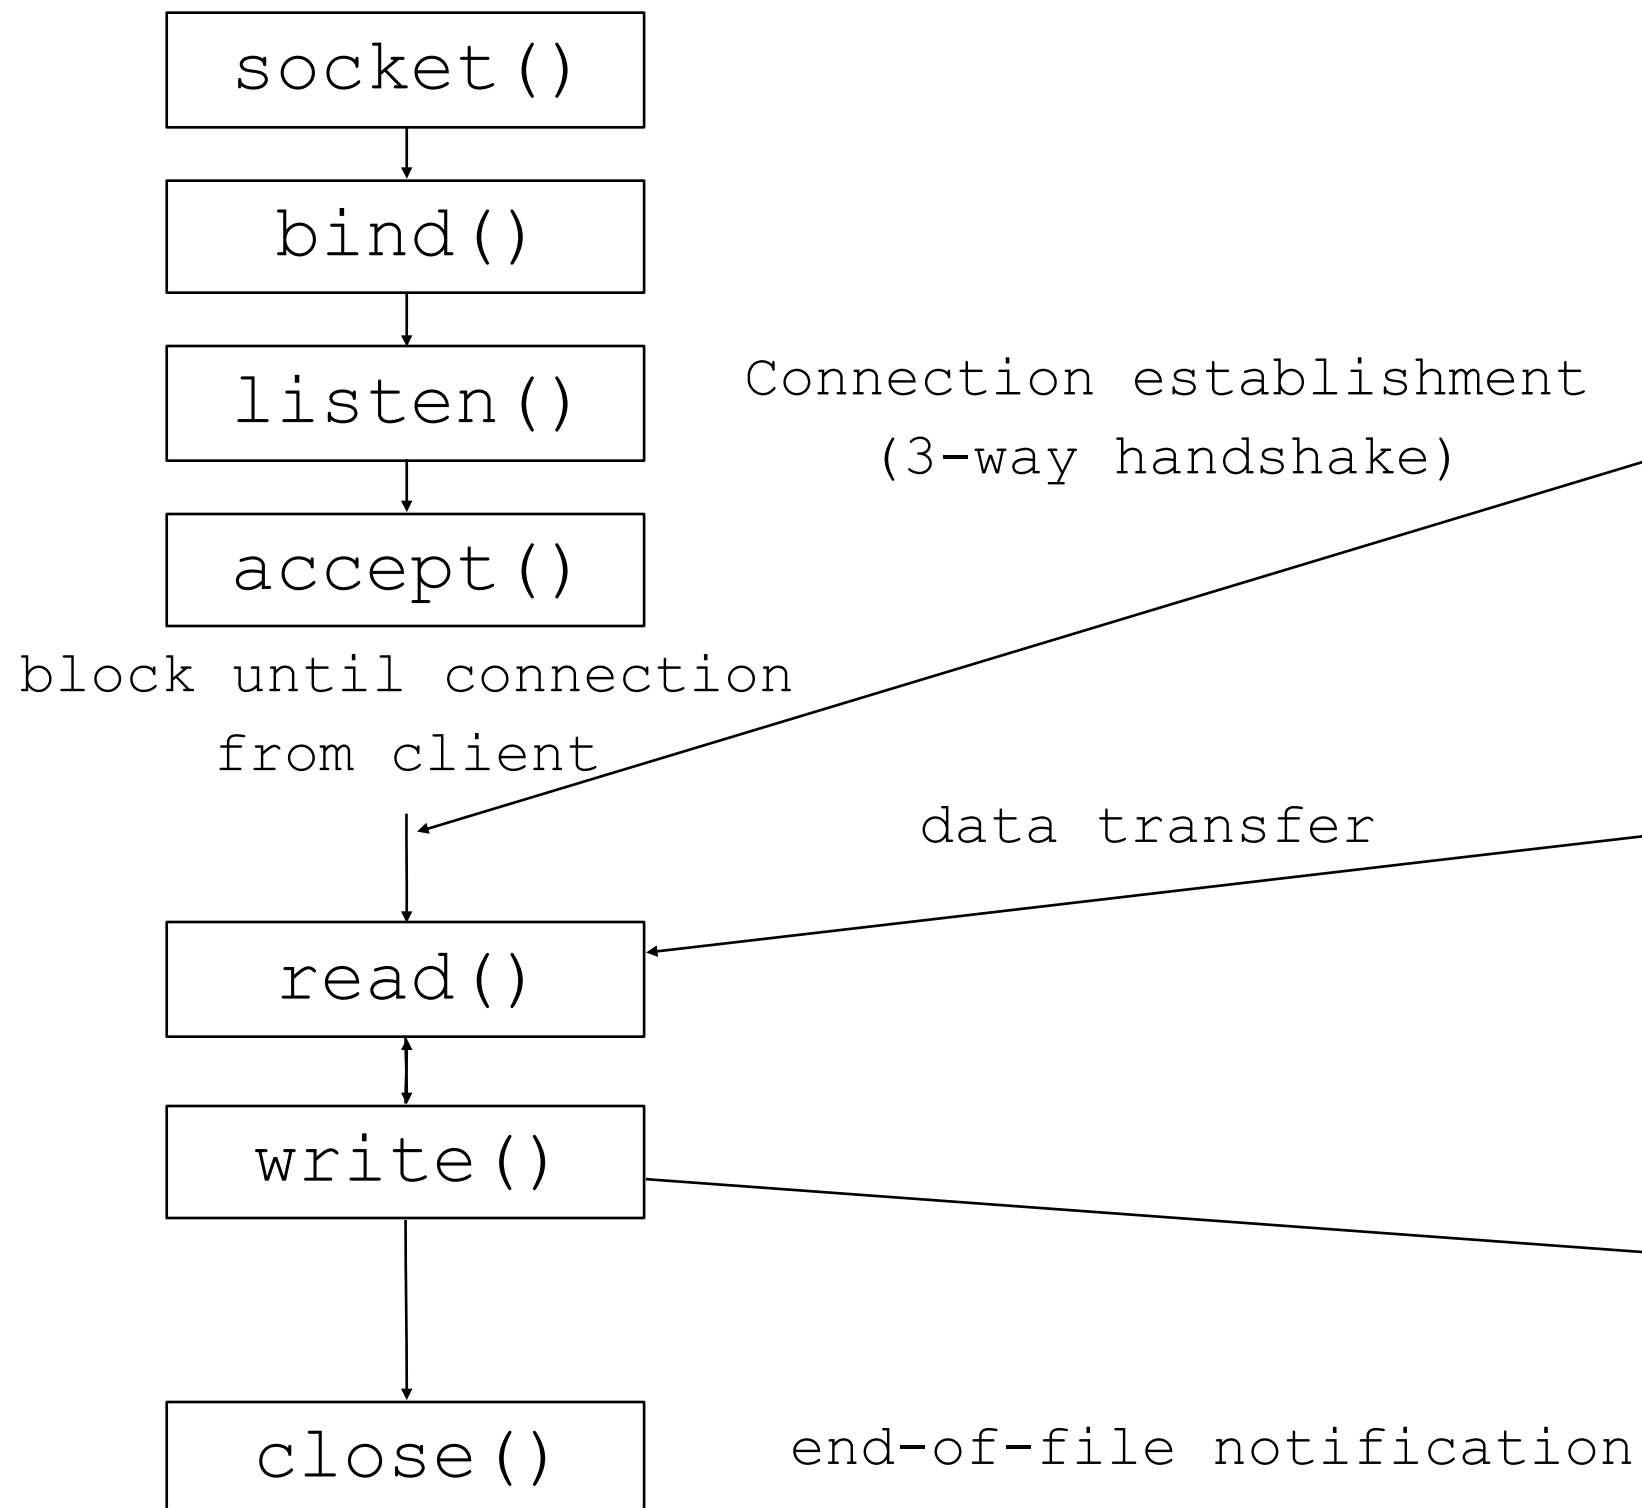 socket()
bind()
listen()
Connection establishment
(3-way handshake)
accept()
block until connection
from client
data transfer
read()
write()
close()
end-of-file notification